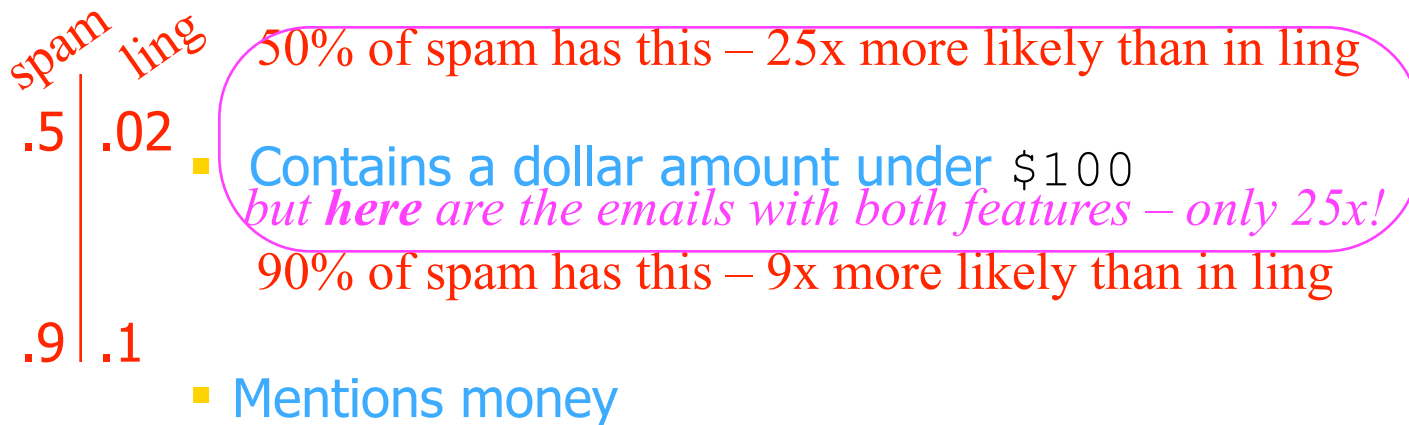 spam ling
50% of spam has this – 25x more likely than in ling
.5 .02
Contains a dollar amount under $100
but here are the emails with both features – only 25x!
90% of spam has this – 9x more likely than in ling
.9 .1
Mentions money